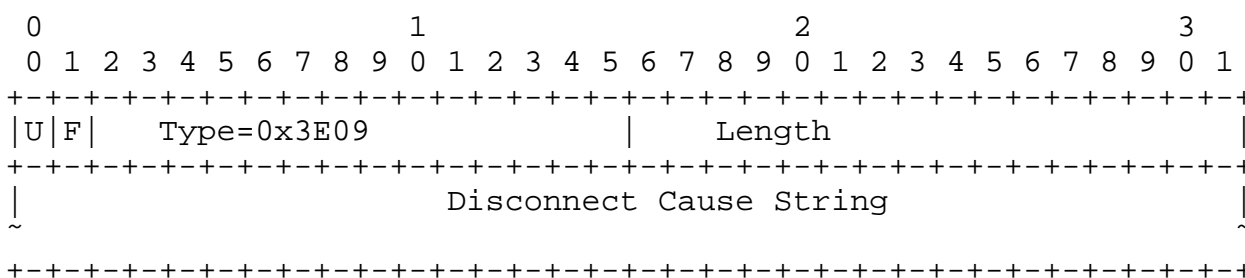 0                   1                   2                   3
 0 1 2 3 4 5 6 7 8 9 0 1 2 3 4 5 6 7 8 9 0 1 2 3 4 5 6 7 8 9 0 1
+-+-+-+-+-+-+-+-+-+-+-+-+-+-+-+-+-+-+-+-+-+-+-+-+-+-+-+-+-+-+-+-+
|U|F|   Type=0x3E09             |    Length                     |
+-+-+-+-+-+-+-+-+-+-+-+-+-+-+-+-+-+-+-+-+-+-+-+-+-+-+-+-+-+-+-+-+
|                      Disconnect Cause String                  |
~                                                               ~
+-+-+-+-+-+-+-+-+-+-+-+-+-+-+-+-+-+-+-+-+-+-+-+-+-+-+-+-+-+-+-+-+